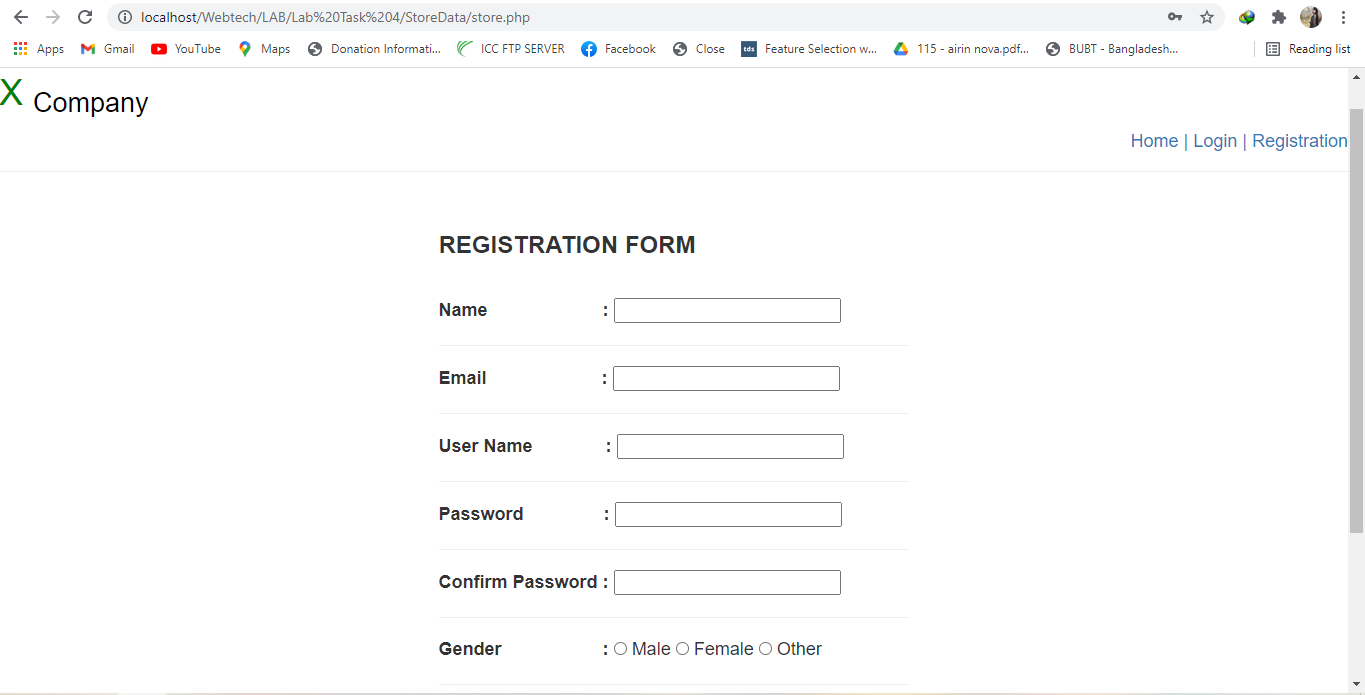 localhost/Webtech/LAB/Lab%20Task%204/StoreData/store.php
Apps Gmail YouTube Maps Donation Informati... ICC FTP SERVER Facebook Close tds Feature Selection w... 115 - airin nova.pdf... BUBT - Bangladesh... Reading list
X Company
Home | Login | Registration
REGISTRATION FORM
Name :
Email :
User Name :
Password :
Confirm Password :
Gender : Male Female Other